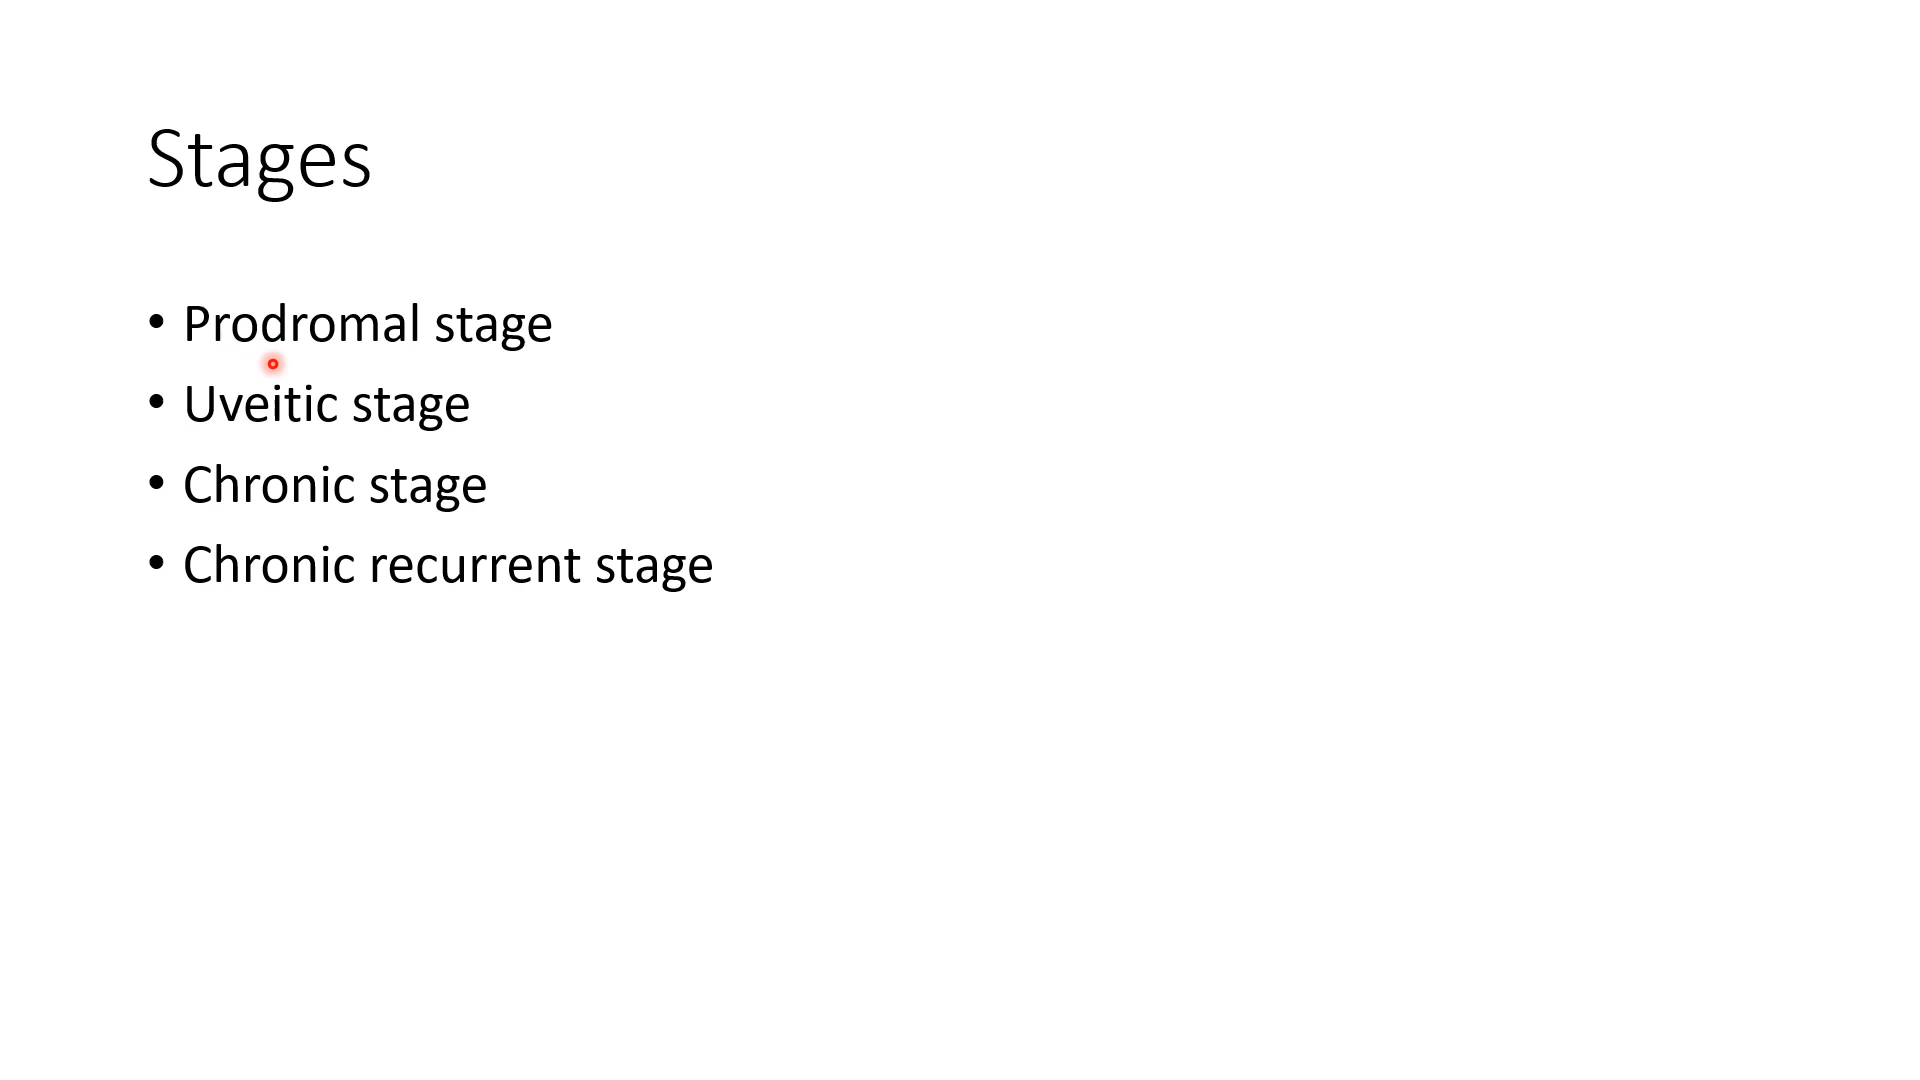 Stages
• Prodromal stage
• Uveitic stage
• Chronic stage
• Chronic recurrent stage